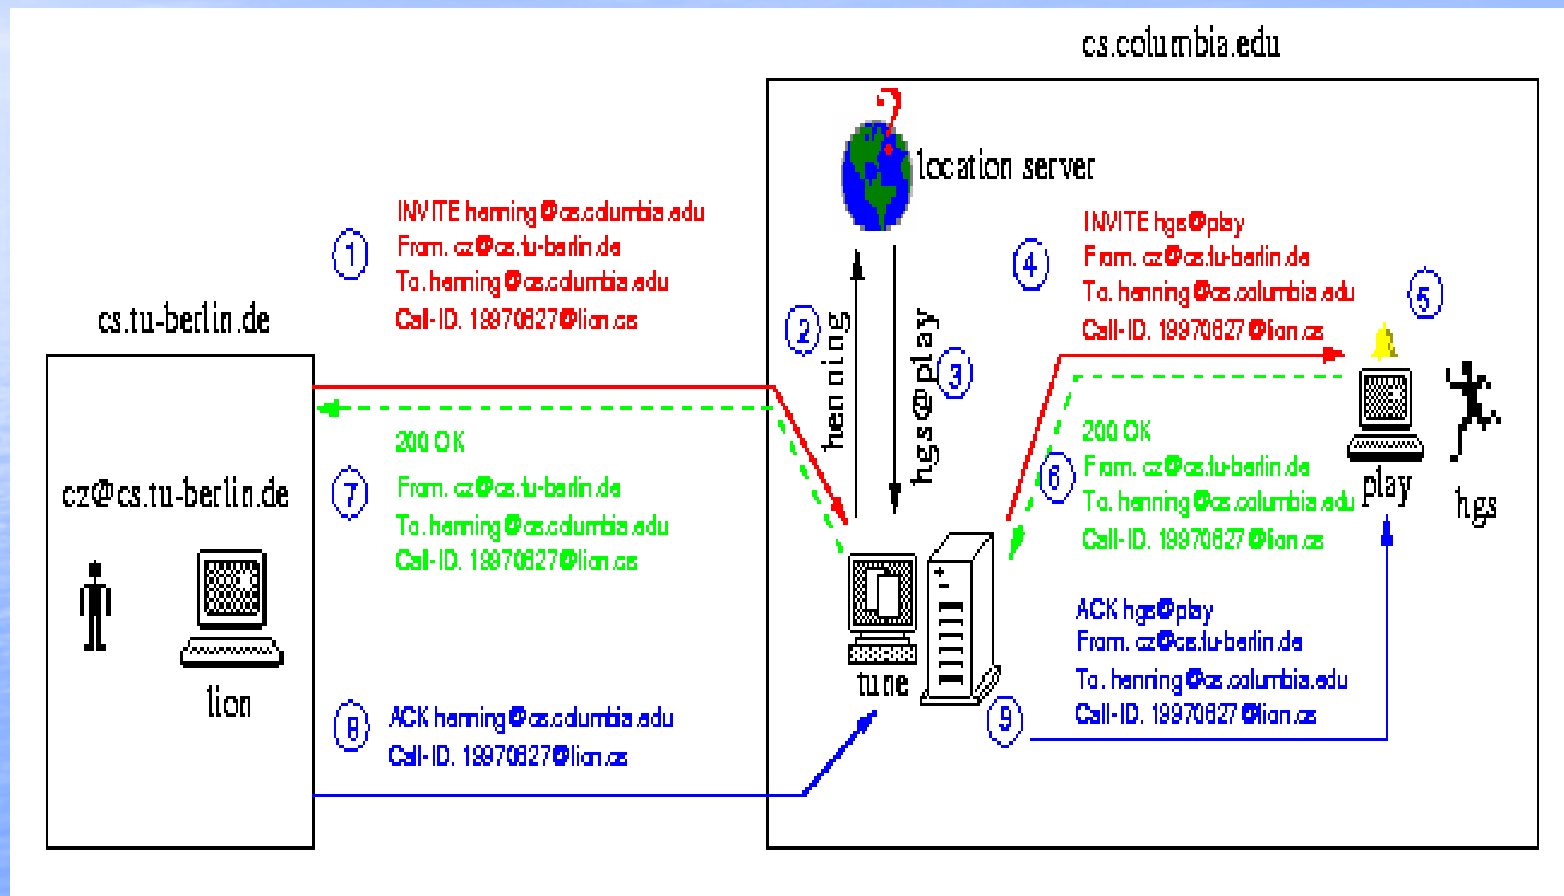 cs.columbia.edu
location server
1
INVITE henning@cs.columbia.edu
From. cz@cs.tu-berlin.de
To. henning@cs.columbia.edu
Call-ID. 19970827@lion.cs
2
henning
hgs@play
3
4
INVITE hgs@play
From. cz@cs.tu-berlin.de
To. henning@cs.columbia.edu
Call-ID. 19970827@lion.cs
5
cs.tu-berlin.de
cz@cs.tu-berlin.de
lion
7
200 OK
From. cz@cs.tu-berlin.de
To. henning@cs.columbia.edu
Call-ID. 19970827@lion.cs
6
200 OK
From. cz@cs.tu-berlin.de
To. henning@cs.columbia.edu
Call-ID. 19970827@lion.cs
play
hgs
tune
8
ACK henning@cs.columbia.edu
Call-ID. 19970827@lion.cs
9
ACK hgs@play
From. cz@cs.tu-berlin.de
To. henning@cs.columbia.edu
Call-ID. 19970827@lion.cs